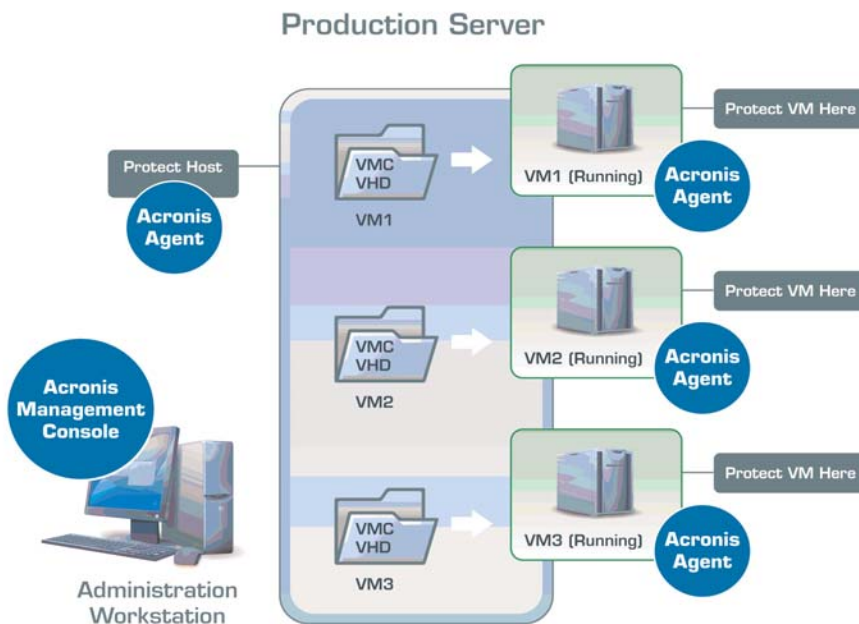 Production Server
Protect Host
Acronis
Agent
VMC
VHD
VM1
VM1 (Running)
Protect VM Here
Acronis
Agent
VMC
VHD
VM2
VM2 (Running)
Protect VM Here
Acronis
Agent
Acronis
Management
Console
Administration
Workstation
VMC
VHD
VM3
VM3 (Running)
Protect VM Here
Acronis
Agent